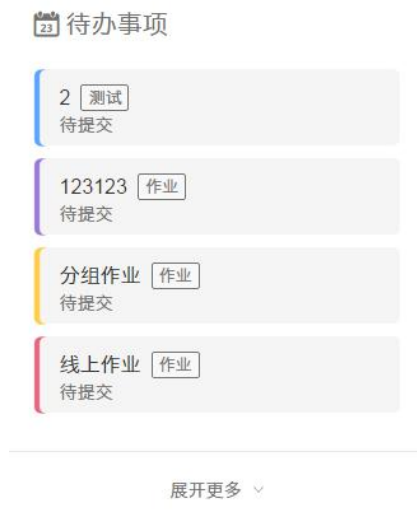 23 待办事项
2 测试
待提交
123123 作业
待提交
分组作业 作业
待提交
线上作业 作业
待提交
展开更多